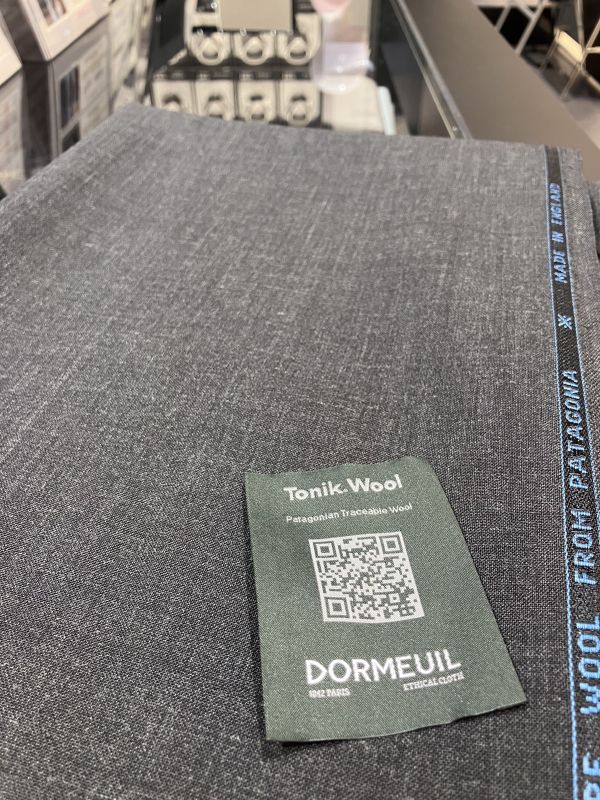 Tonik.Wool
Patagonian Traceable Wool
DORMEUIL
1842 PARIS ETHICAL CLOTH
WOOL FROM PATAGONIA MADE IN ENGLAND